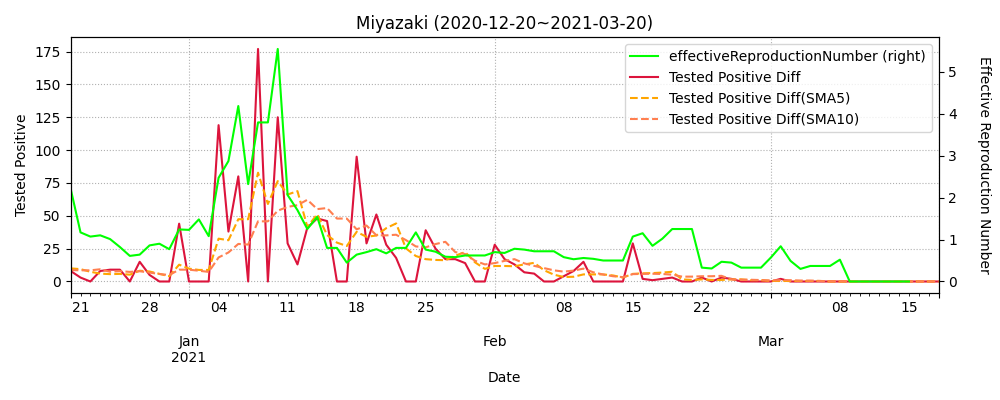 Miyazaki (2020-12-20~2021-03-20)
effectiveReproductionNumber (right)
Tested Positive Diff
Tested Positive Diff(SMA5)
Tested Positive Diff(SMA10)
Tested Positive
175
150
125
100
75
50
25
0
Effective Reproduction Number
5
4
3
2
1
0
21 28 04 11 18 25 08 15 22 08 15
Jan Feb Mar
2021
Date